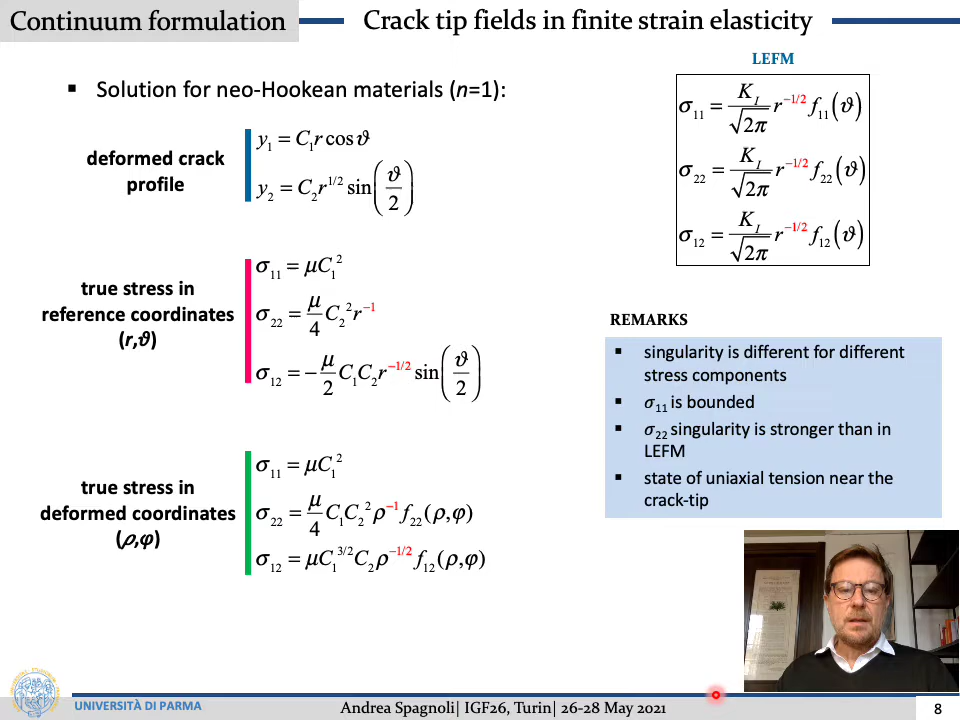 Continuum formulation
Crack tip fields in finite strain elasticity
LEFM
▪ Solution for neo-Hookean materials (n=1):
deformed crack
profile
y₁ = C₁r cosϑ
y₂ = C₂r^{1/2} sin(ϑ/2)
σ₁₁ = K_I/√(2π) r^{−1/2} f₁₁(ϑ)
σ₂₂ = K_I/√(2π) r^{−1/2} f₂₂(ϑ)
σ₁₂ = K_I/√(2π) r^{−1/2} f₁₂(ϑ)
true stress in
reference coordinates
(r,ϑ)
σ₁₁ = μC₁²
σ₂₂ = μ/4 C₂²r^{−1}
σ₁₂ = −μ/2 C₁C₂r^{−1/2} sin(ϑ/2)
true stress in
deformed coordinates
(ρ,φ)
σ₁₁ = μC₁²
σ₂₂ = μ/4 C₁C₂²ρ^{−1} f₂₂(ρ,φ)
σ₁₂ = μC₁^{3/2}C₂ρ^{−1/2} f₁₂(ρ,φ)
REMARKS
▪ singularity is different for different
stress components
▪ σ₁₁ is bounded
▪ σ₂₂ singularity is stronger than in
LEFM
▪ state of uniaxial tension near the
crack-tip
UNIVERSITÀ DI PARMA
Andrea Spagnoli| IGF26, Turin| 26-28 May 2021
8